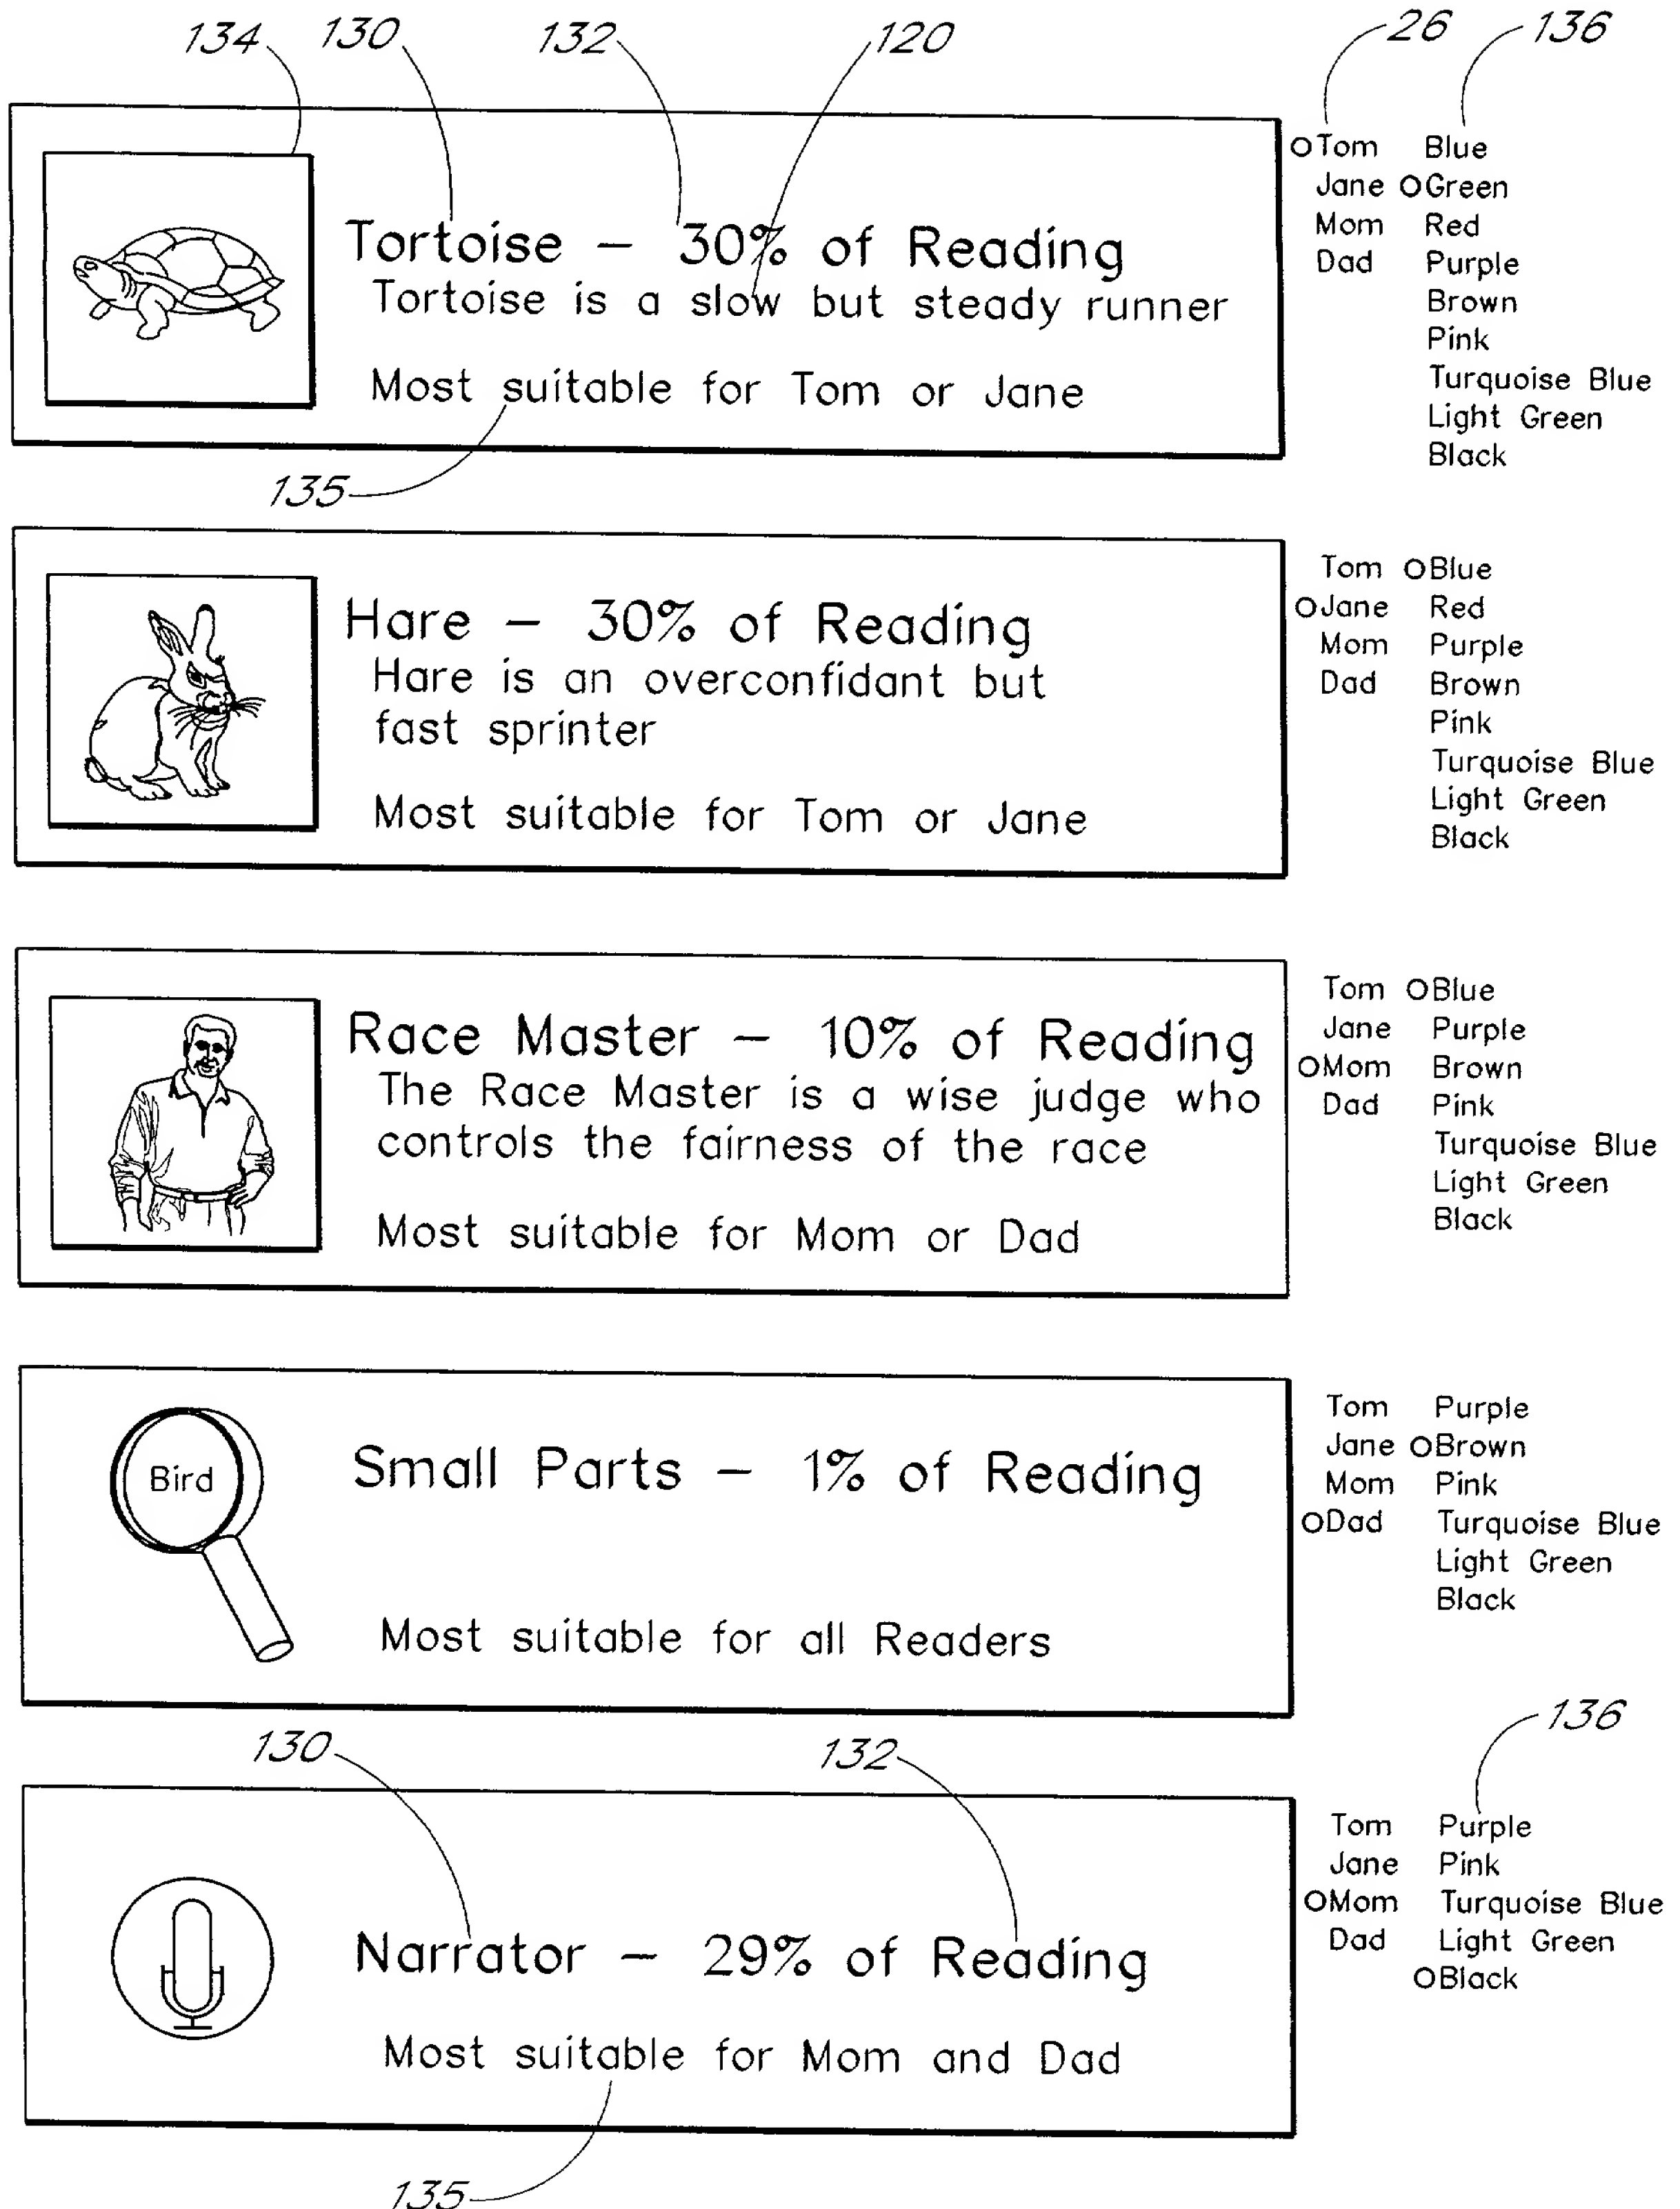 134 130 132 120 26 136
Tortoise – 30% of Reading
Tortoise is a slow but steady runner
Most suitable for Tom or Jane
135
OTom Blue
Jane OGreen
Mom Red
Dad Purple
Brown
Pink
Turquoise Blue
Light Green
Black
Hare – 30% of Reading
Hare is an overconfidant but
fast sprinter
Most suitable for Tom or Jane
Tom OBlue
OJane Red
Mom Purple
Dad Brown
Pink
Turquoise Blue
Light Green
Black
Race Master – 10% of Reading
The Race Master is a wise judge who
controls the fairness of the race
Most suitable for Mom or Dad
Tom OBlue
Jane Purple
OMom Brown
Dad Pink
Turquoise Blue
Light Green
Black
Bird
Small Parts – 1% of Reading
Most suitable for all Readers
Tom Purple
Jane OBrown
Mom Pink
ODad Turquoise Blue
Light Green
Black
130 132 136
Narrator – 29% of Reading
Most suitable for Mom and Dad
135
Tom Purple
Jane Pink
OMom Turquoise Blue
Dad Light Green
OBlack